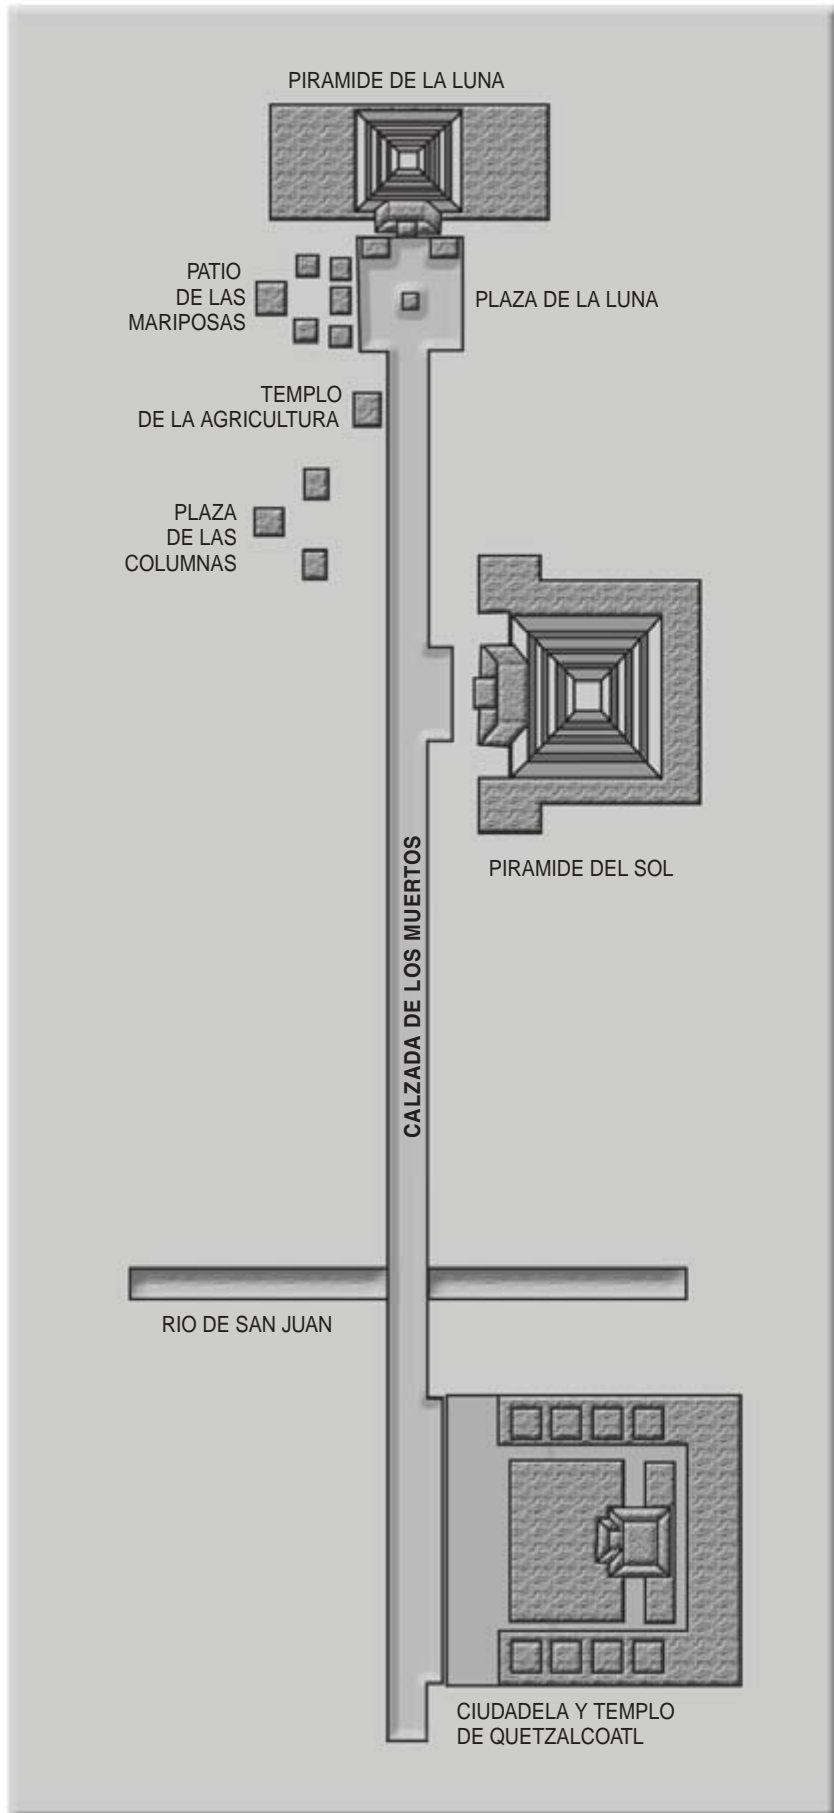 PIRAMIDE DE LA LUNA
PATIO
DE LAS
MARIPOSAS
PLAZA DE LA LUNA
TEMPLO
DE LA AGRICULTURA
PLAZA
DE LAS
COLUMNAS
PIRAMIDE DEL SOL
CALZADA DE LOS MUERTOS
RIO DE SAN JUAN
CIUDADELA Y TEMPLO
DE QUETZALCOATL